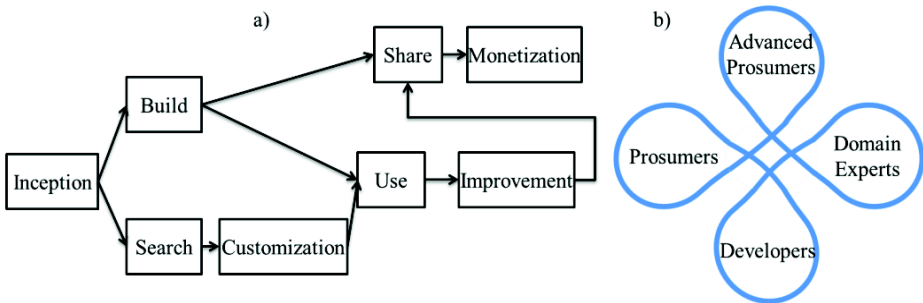 a)
Share
Monetization
Build
Inception
Use
Improvement
Search
Customization
b)
Advanced
Prosumers
Prosumers
Domain
Experts
Developers